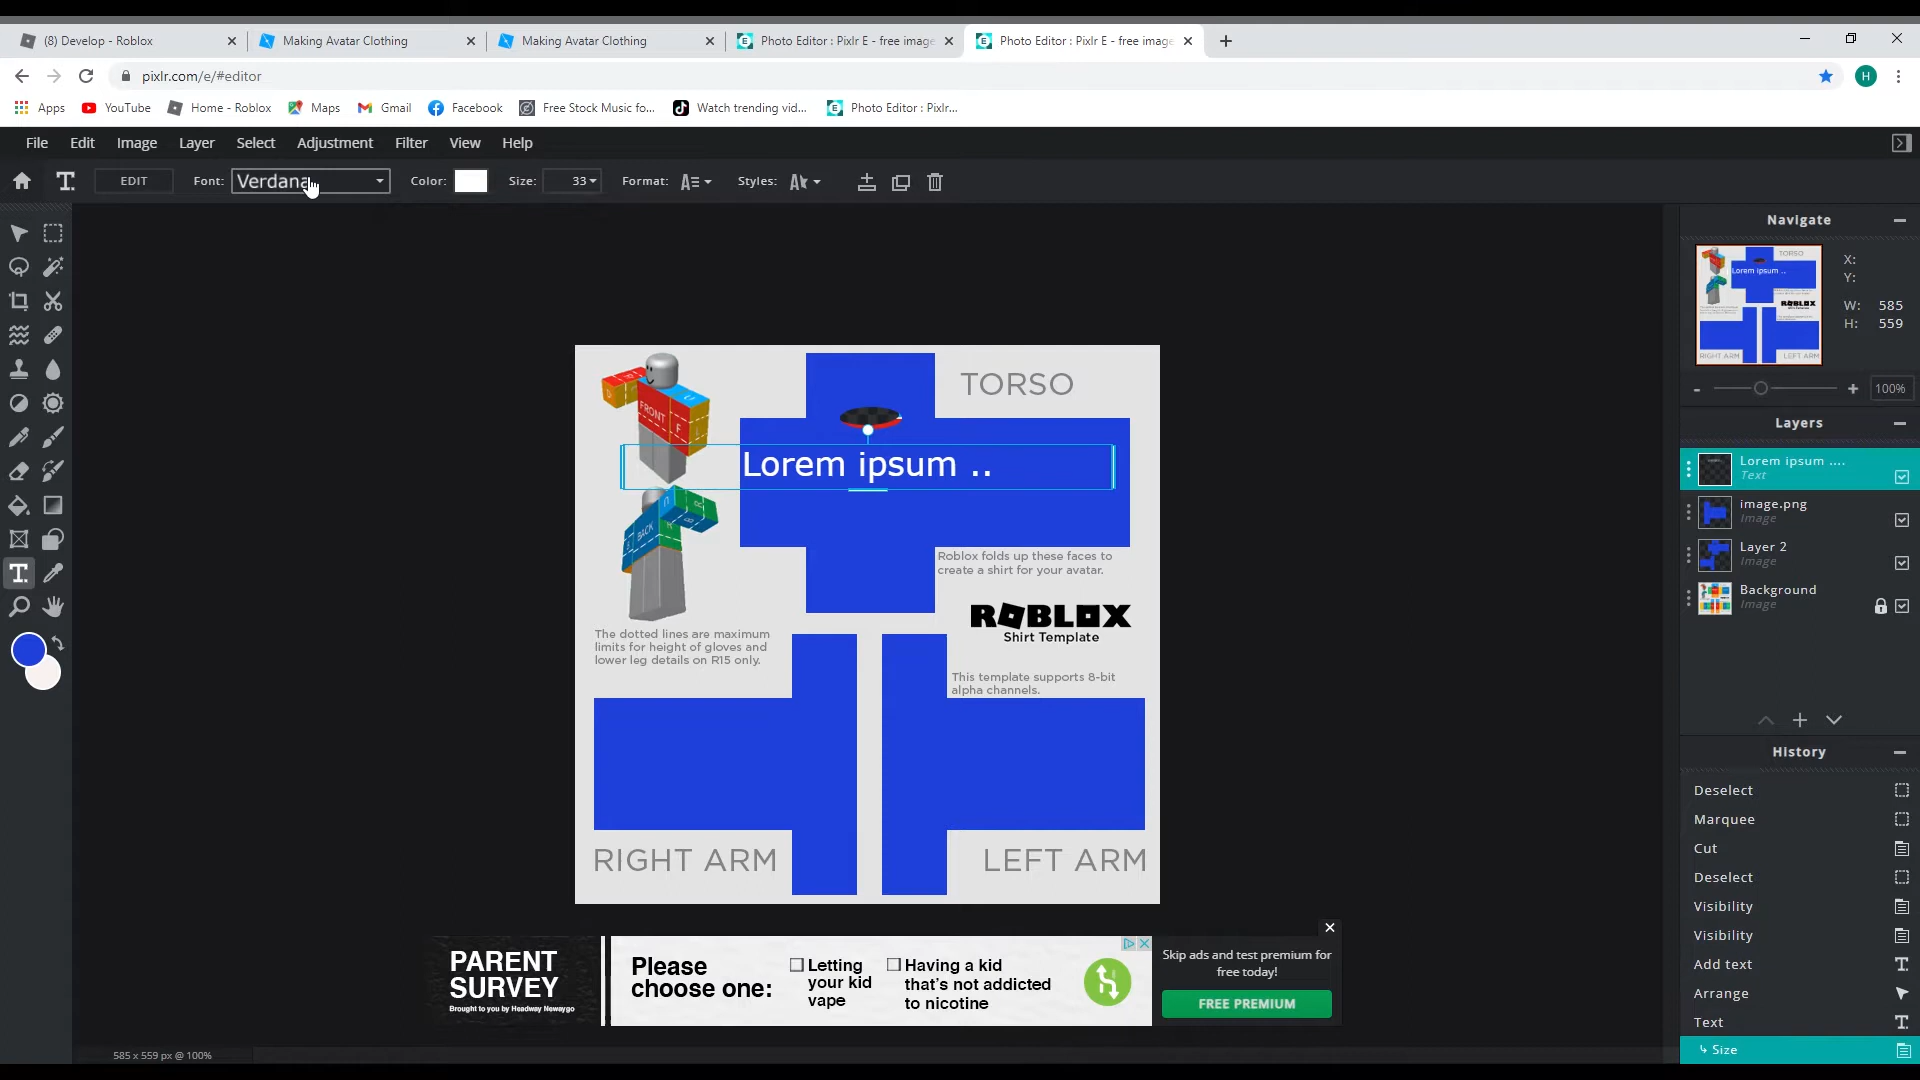 (8) Develop - Roblox
Making Avatar Clothing
Making Avatar Clothing
Photo Editor : Pixlr E - free image
Photo Editor : Pixlr E - free image
pixlr.com/e/#editor
H
Apps
YouTube
Home - Roblox
Maps
Gmail
Facebook
Free Stock Music fo...
Watch trending vid...
Photo Editor : Pixlr...
File Edit Image Layer Select Adjustment Filter View Help
EDIT
Font: Verdana
Color:
Size: 33
Format:
Styles:
Navigate
X:
Y:
W: 585
H: 559
100%
Layers
Lorem ipsum ....
Text
image.png
Image
Layer 2
Image
Background
Image
History
Deselect
Marquee
Cut
Deselect
Visibility
Visibility
Add text
Arrange
Text
Size
TORSO
FRONT
F
L
Lorem ipsum ..
BACK
Roblox folds up these faces to
create a shirt for your avatar.
ROBLOX
Shirt Template
The dotted lines are maximum
limits for height of gloves and
lower leg details on R15 only.
This template supports 8-bit
alpha channels.
RIGHT ARM
LEFT ARM
PARENT
SURVEY
Brought to you by Headway Newaygo
Please
choose one:
Letting
your kid
vape
Having a kid
that's not addicted
to nicotine
Skip ads and test premium for
free today!
FREE PREMIUM
585 x 559 px @ 100%